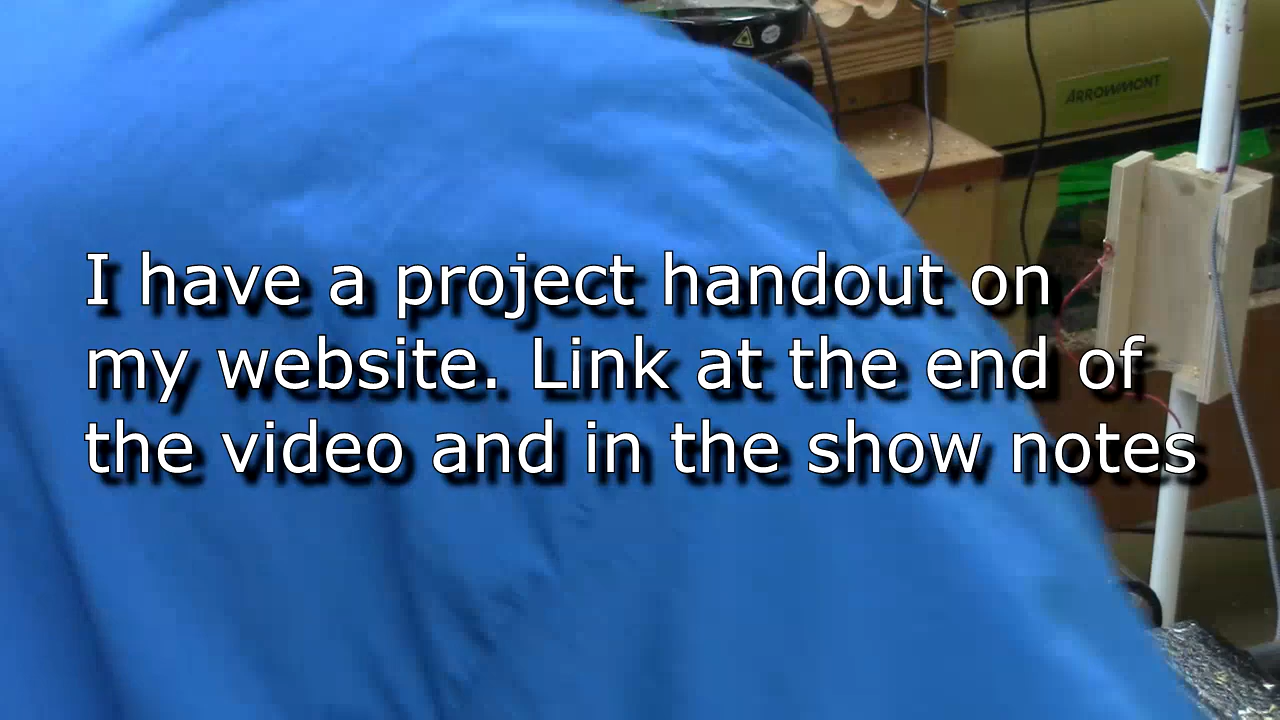 ARROWMONT
I have a project handout on
my website. Link at the end of
the video and in the show notes